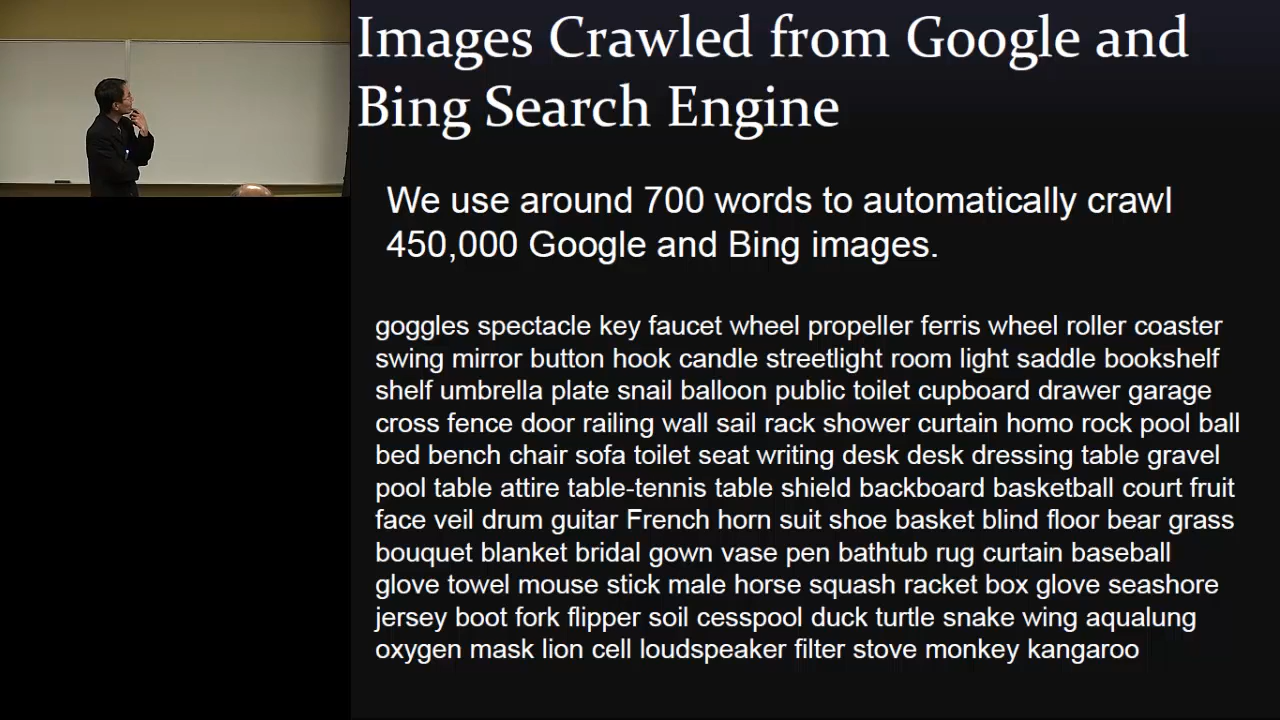 Images Crawled from Google and
Bing Search Engine
We use around 700 words to automatically crawl
450,000 Google and Bing images.
goggles spectacle key faucet wheel propeller ferris wheel roller coaster
swing mirror button hook candle streetlight room light saddle bookshelf
shelf umbrella plate snail balloon public toilet cupboard drawer garage
cross fence door railing wall sail rack shower curtain homo rock pool ball
bed bench chair sofa toilet seat writing desk desk dressing table gravel
pool table attire table-tennis table shield backboard basketball court fruit
face veil drum guitar French horn suit shoe basket blind floor bear grass
bouquet blanket bridal gown vase pen bathtub rug curtain baseball
glove towel mouse stick male horse squash racket box glove seashore
jersey boot fork flipper soil cesspool duck turtle snake wing aqualung
oxygen mask lion cell loudspeaker filter stove monkey kangaroo